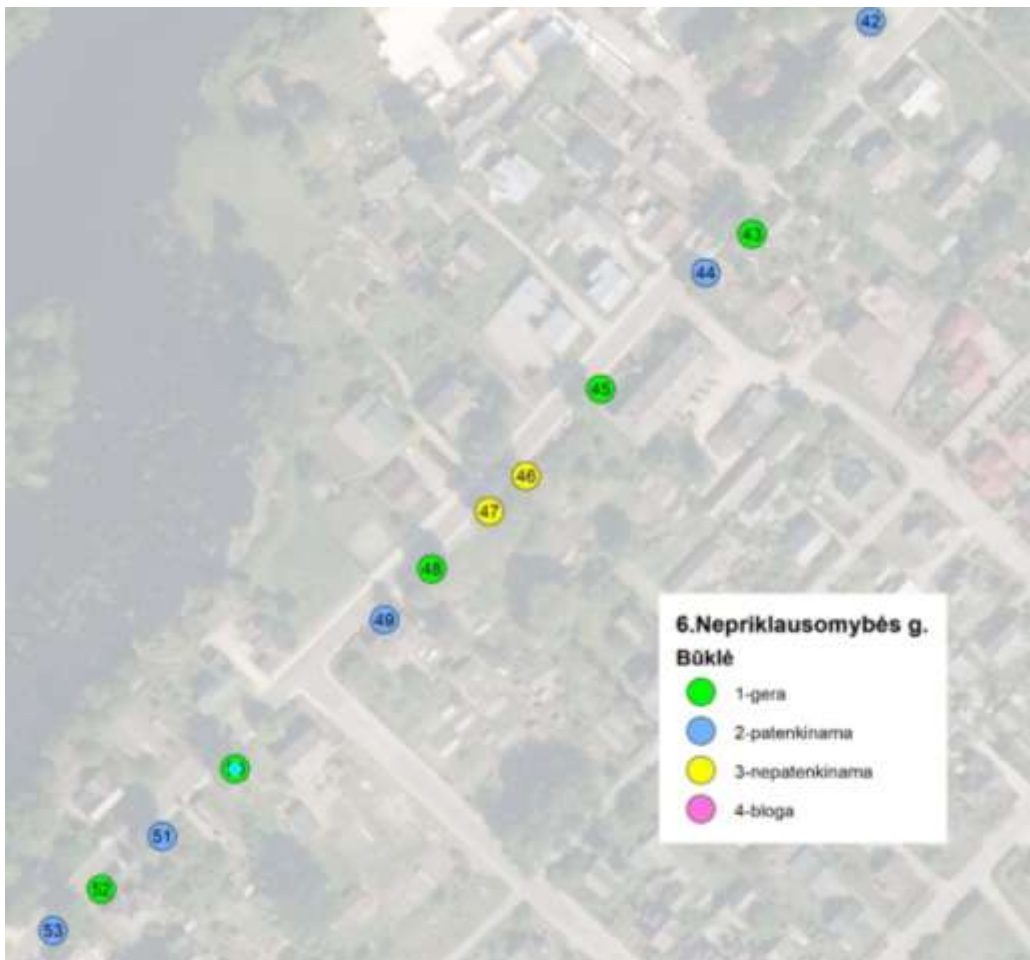 42
43
44
45
46
47
48
49
51
52
53
6.Nepriklausomybės g.
Būklė
1-gera
2-patenkinama
3-nepatenkinama
4-bloga